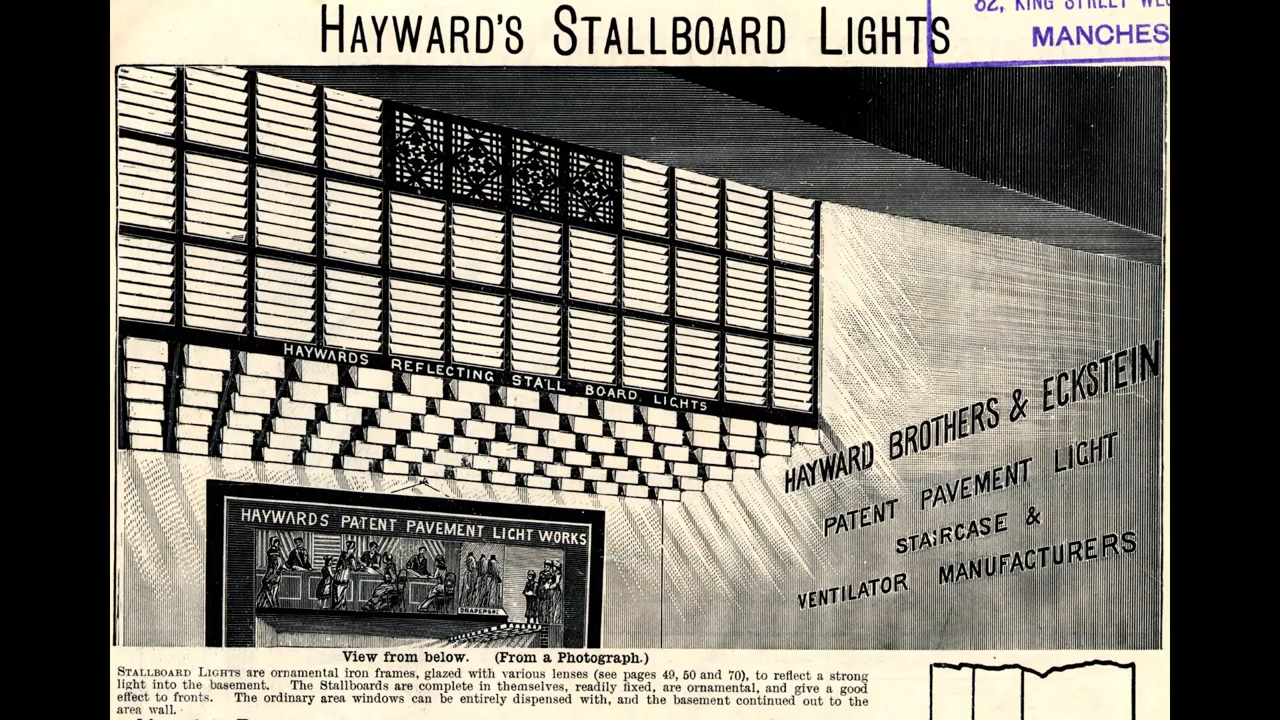 HAYWARD'S STALLBOARD LIGHTS
82, KING STREET
MANCHES
HAYWARDS REFLECTING STALL BOARD LIGHTS
HAYWARD BROTHERS & ECKSTEIN
PATENT PAVEMENT LIGHT
STAIRCASE &
VENTILATOR MANUFACTURERS
HAYWARDS PATENT PAVEMENT LIGHT WORKS
View from below. (From a Photograph.)
STALLBOARD LIGHTS are ornamental iron frames, glazed with various lenses (see pages 49, 50 and 70), to reflect a strong
light into the basement. The Stallboards are complete in themselves, readily fixed, are ornamental, and give a good
effect to fronts. The ordinary area windows can be entirely dispensed with, and the basement continued out to the
area wall.